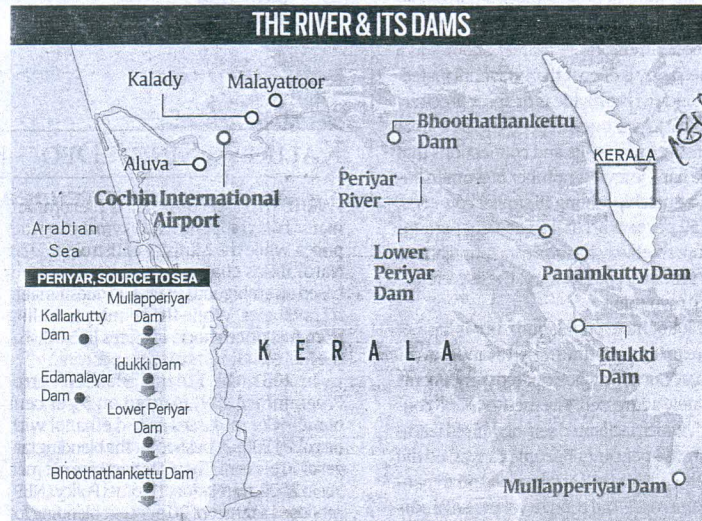 THE RIVER & ITS DAMS
Kalady
Malayattoor
Bhoothathankettu
Dam
KERALA
Aluva
Periyar
River
Cochin International
Airport
Arabian
Sea
Lower
Periyar
Dam
Panamkutty Dam
PERIYAR, SOURCE TO SEA
Mullapperiyar
Dam
Kallarkutty
Dam
KERALA
Idukki
Dam
Idukki Dam
Edamalayar
Dam
Lower Periyar
Dam
Bhoothathankettu Dam
Mullapperiyar Dam